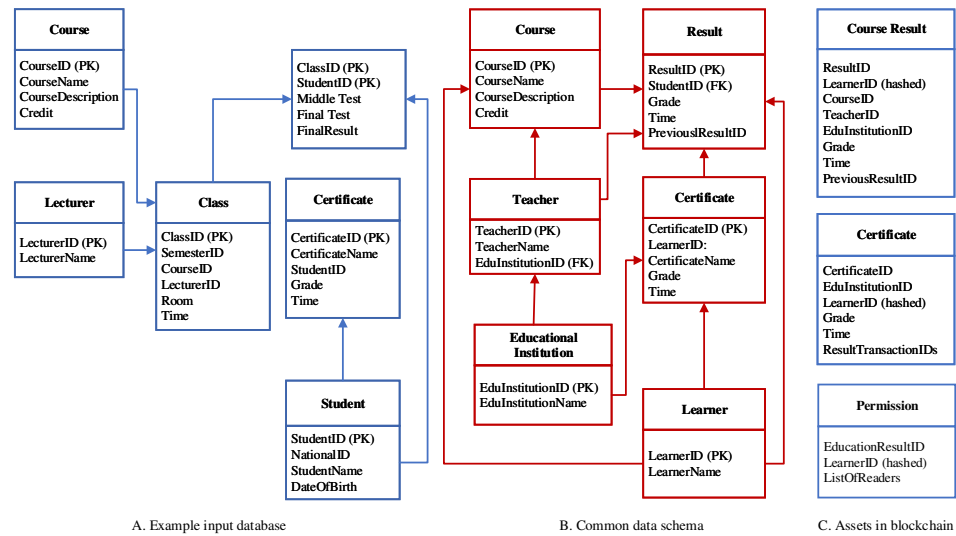 Course
CourseID (PK)
CourseName
CourseDescription
Credit
ClassID (PK)
StudentID (PK)
Middle Test
Final Test
FinalResult
Lecturer
LecturerID (PK)
LecturerName
Class
ClassID (PK)
SemesterID
CourseID
LecturerID
Room
Time
Certificate
CertificateID (PK)
CertificateName
StudentID
Grade
Time
Student
StudentID (PK)
NationalID
StudentName
DateOfBirth
A. Example input database
Course
CourseID (PK)
CourseName
CourseDescription
Credit
Result
ResultID (PK)
StudentID (FK)
Grade
Time
PreviouslResultID
Teacher
TeacherID (PK)
TeacherName
EduInstitutionID (FK)
Certificate
CertificateID (PK)
LearnerID:
CertificateName
Grade
Time
Educational
Institution
EduInstitutionID (PK)
EduInstitutionName
Learner
LearnerID (PK)
LearnerName
B. Common data schema
Course Result
ResultID
LearnerID (hashed)
CourseID
TeacherID
EduInstitutionID
Grade
Time
PreviousResultID
Certificate
CertificateID
EduInstitutionID
LearnerID (hashed)
Grade
Time
ResultTransactionIDs
Permission
EducationResultID
LearnerID (hashed)
ListOfReaders
C. Assets in blockchain